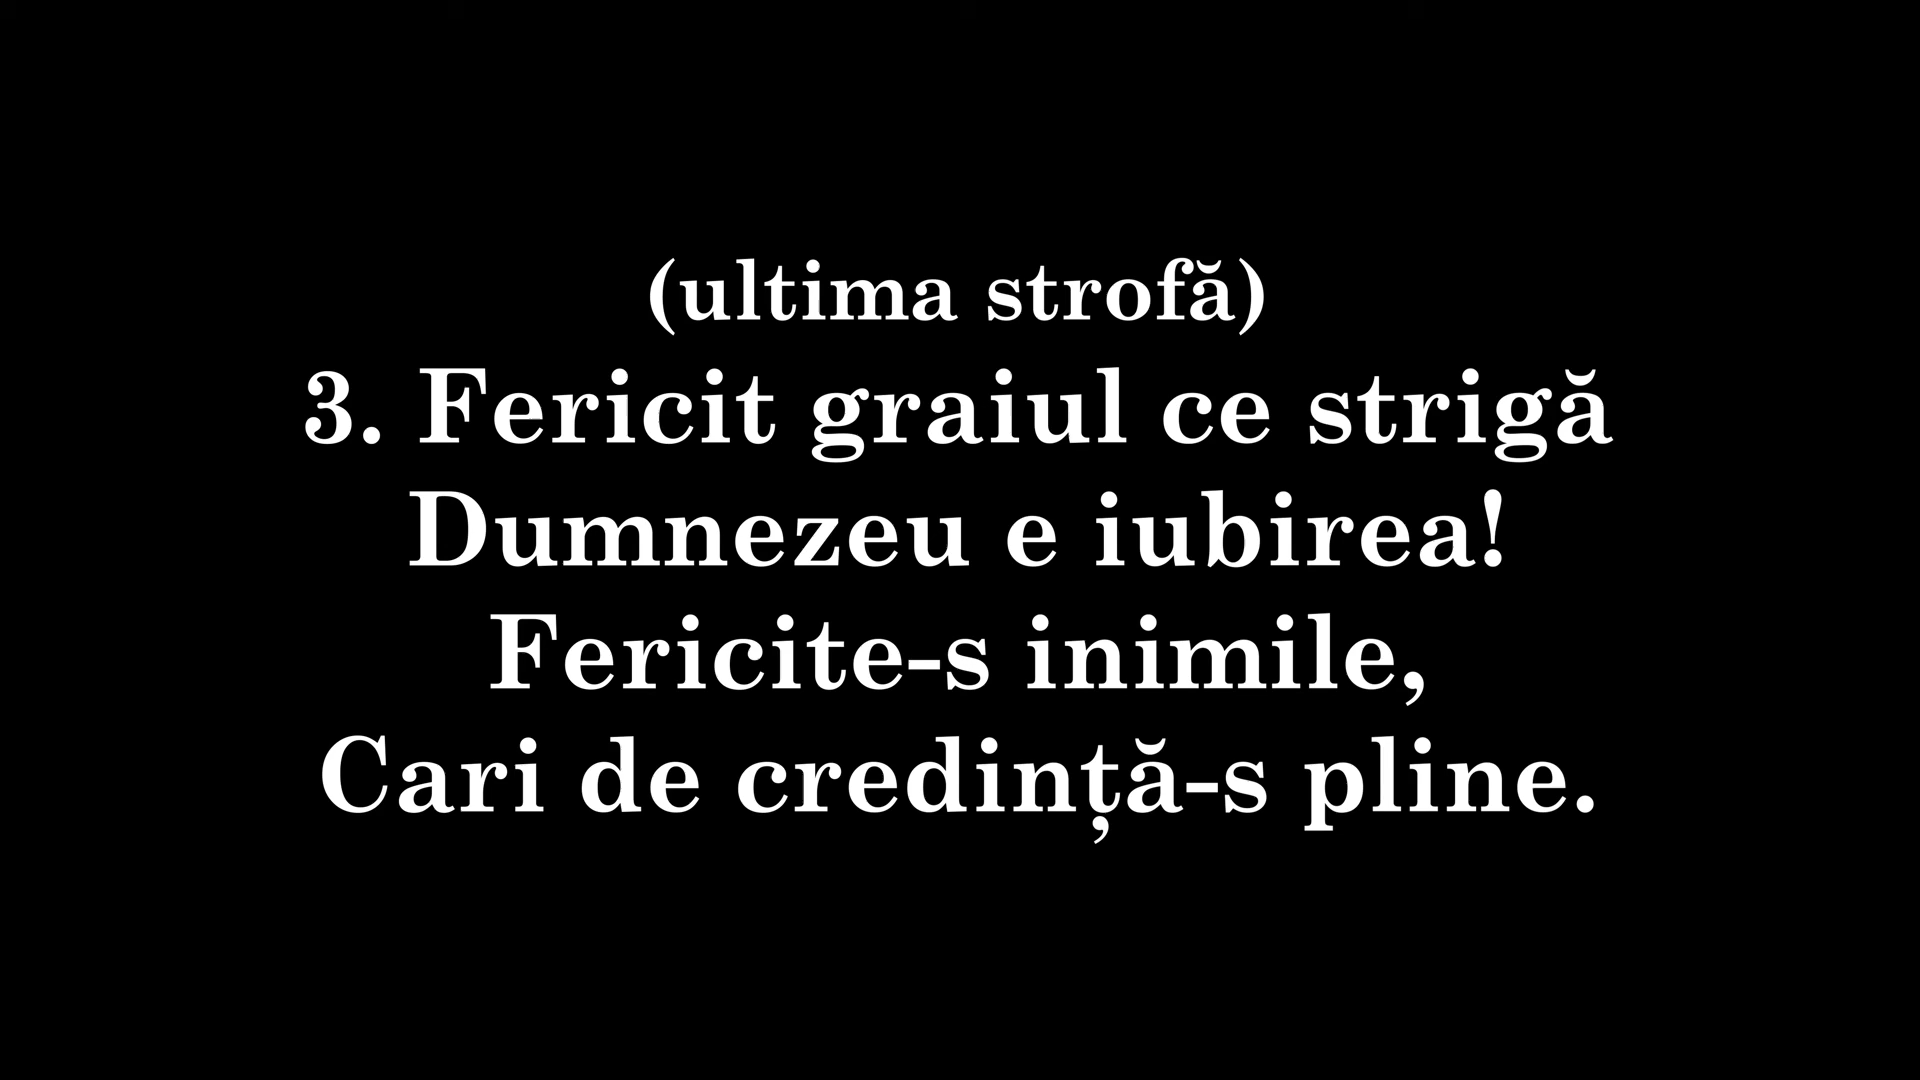 (ultima strofă)
3. Fericit graiul ce strigă
Dumnezeu e iubirea!
Fericite-s inimile,
Cari de credință-s pline.